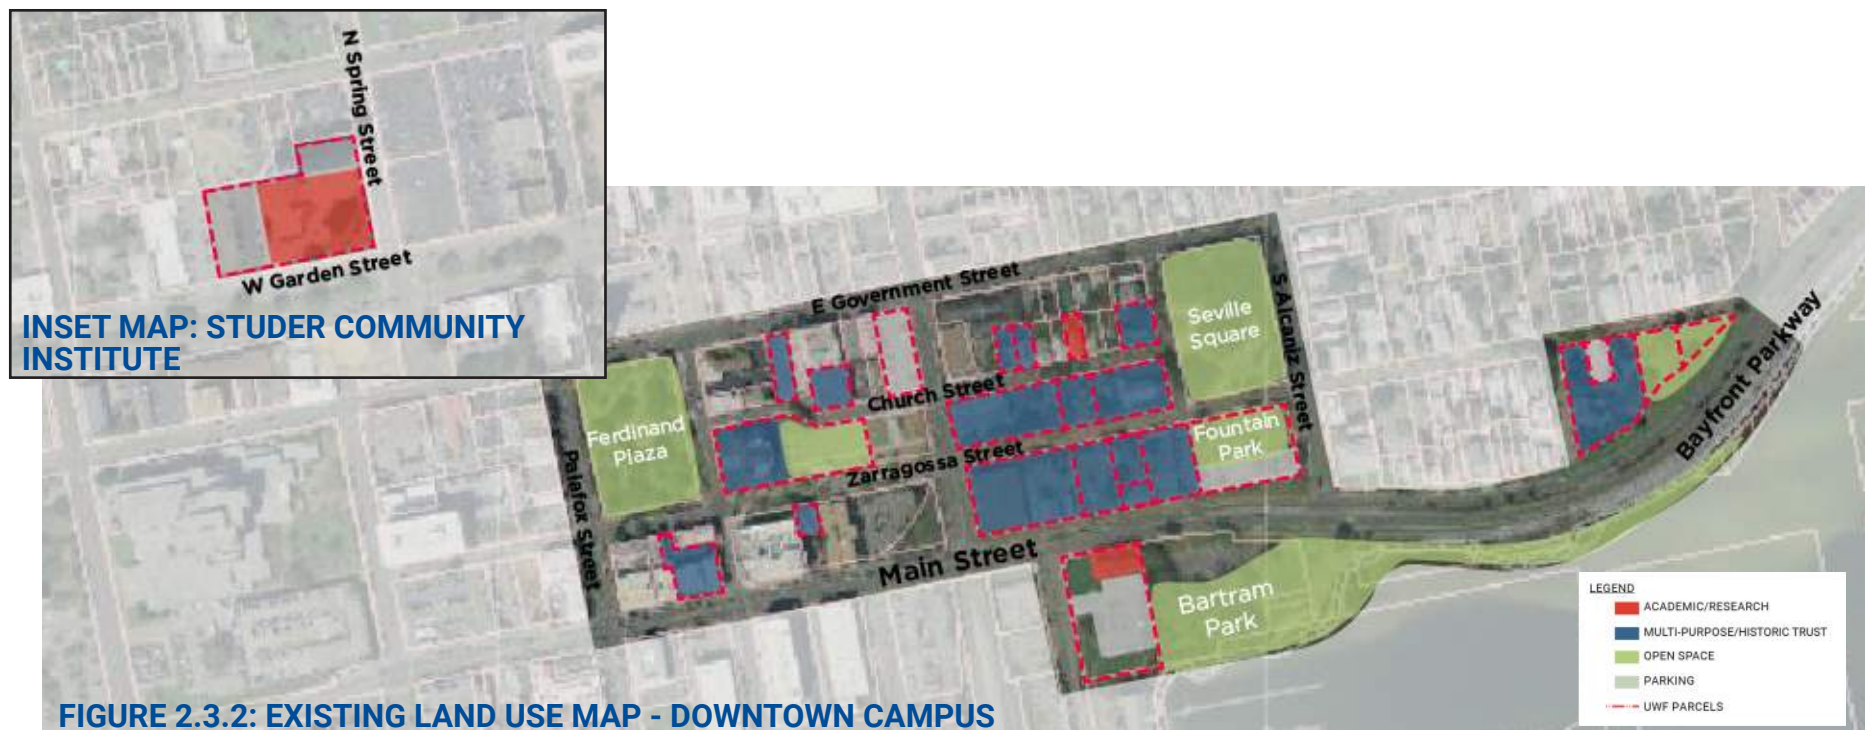 N Spring Street
W Garden Street
INSET MAP: STUDER COMMUNITY
INSTITUTE
E Government Street
Seville
Square
S Alcaniz Street
Bayfront Parkway
Church Street
Ferdinand
Plaza
Fountain
Park
Zarragossa Street
Palafox Street
Main Street
Bartram
Park
LEGEND
ACADEMIC/RESEARCH
MULTI-PURPOSE/HISTORIC TRUST
OPEN SPACE
PARKING
UWF PARCELS
FIGURE 2.3.2: EXISTING LAND USE MAP - DOWNTOWN CAMPUS